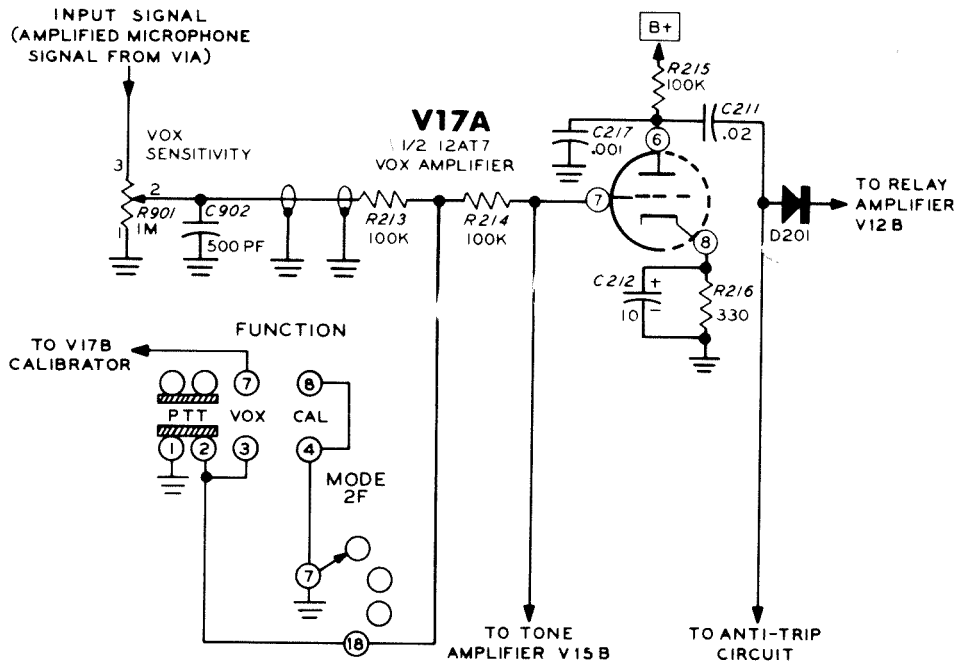 INPUT SIGNAL
(AMPLIFIED MICROPHONE
SIGNAL FROM V1A)
B+
R215
100K
C211
.02
V17A
1/2 12AT7
VOX AMPLIFIER
C217
.001
6
VOX
SENSITIVITY
3
2
R901
1M
1
C902
500 PF
R213
100K
R214
100K
7
8
D201
TO RELAY
AMPLIFIER
V12B
C212
+
10
−
R216
330
FUNCTION
TO V17B
CALIBRATOR
7
8
PTT
VOX
CAL
1
2
3
4
MODE
2F
7
18
TO TONE
AMPLIFIER V15B
TO ANTI-TRIP
CIRCUIT